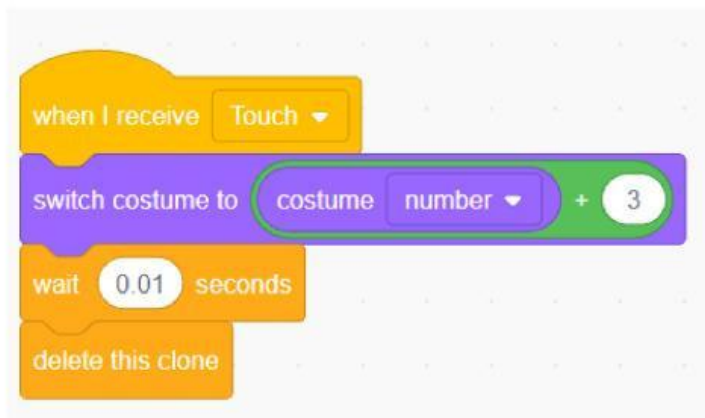 when I receive Touch
switch costume to costume number + 3
wait 0.01 seconds
delete this clone